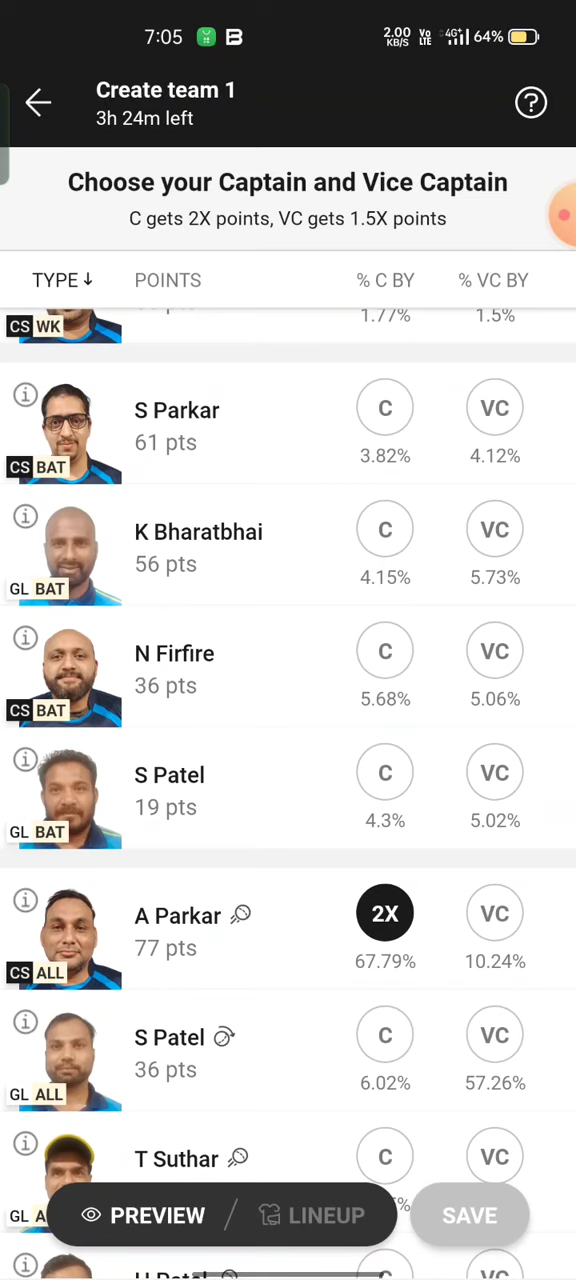 7:05 B 2.00 KB/S Vo LTE 4G+ 64%
Create team 1
3h 24m left
Choose your Captain and Vice Captain
C gets 2X points, VC gets 1.5X points
TYPE↓ POINTS % C BY % VC BY
CS WK 1.77% 1.5%
S Parkar C VC
61 pts
CS BAT 3.82% 4.12%
K Bharatbhai C VC
56 pts
GL BAT 4.15% 5.73%
N Firfire C VC
36 pts
CS BAT 5.68% 5.06%
S Patel C VC
19 pts
GL BAT 4.3% 5.02%
A Parkar 2X VC
77 pts
CS ALL 67.79% 10.24%
S Patel C VC
36 pts
GL ALL 6.02% 57.26%
T Suthar C VC
GL
PREVIEW / LINEUP SAVE
C VC